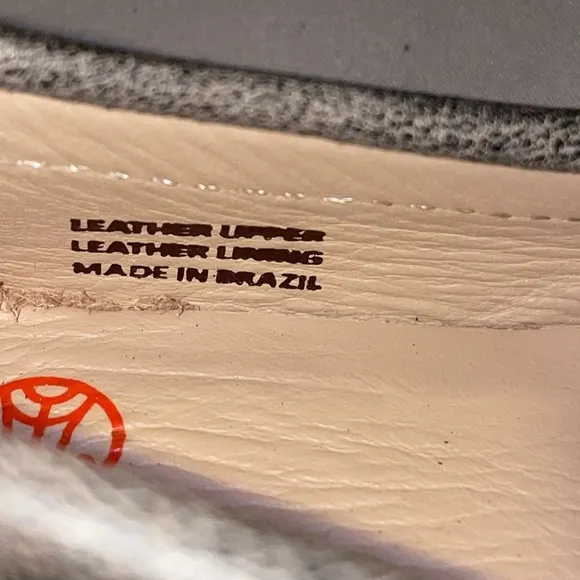 LEATHER UPPER
LEATHER LINING
MADE IN BRAZIL